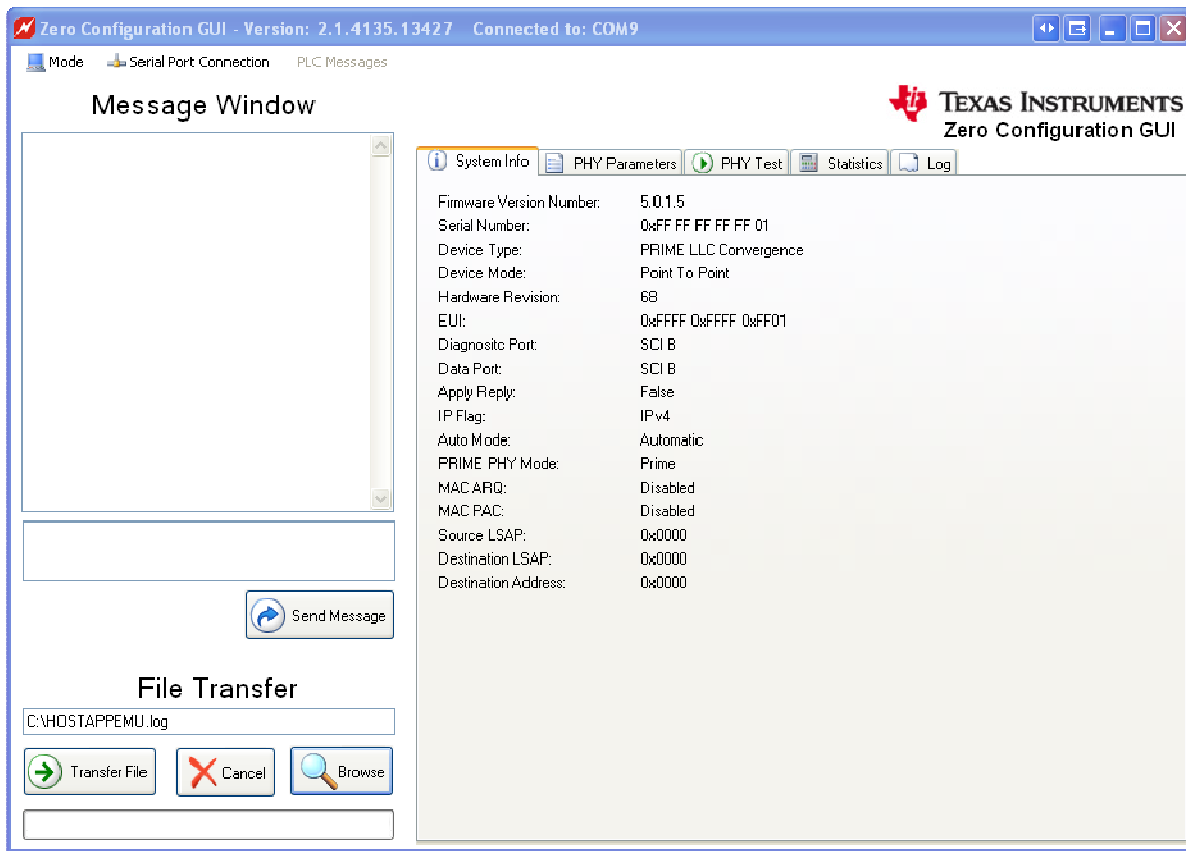 Zero Configuration GUI - Version: 2.1.4135.13427 Connected to: COM9
Mode Serial Port Connection PLC Messages
Message Window
TEXAS INSTRUMENTS
Zero Configuration GUI
System Info PHY Parameters PHY Test Statistics Log
Firmware Version Number: 5.0.1.5
Serial Number: 0xFF FF FF FF FF 01
Device Type: PRIME LLC Convergence
Device Mode: Point To Point
Hardware Revision: 68
EUI: 0xFFFF 0xFFFF 0xFF01
Diagnositc Port: SCI B
Data Port: SCI B
Apply Reply: False
IP Flag: IPv4
Auto Mode: Automatic
PRIME PHY Mode: Prime
MAC ARQ: Disabled
MAC PAC: Disabled
Source LSAP: 0x0000
Destination LSAP: 0x0000
Destination Address: 0x0000
Send Message
File Transfer
C:\HOSTAPPEMU.log
Transfer File Cancel Browse